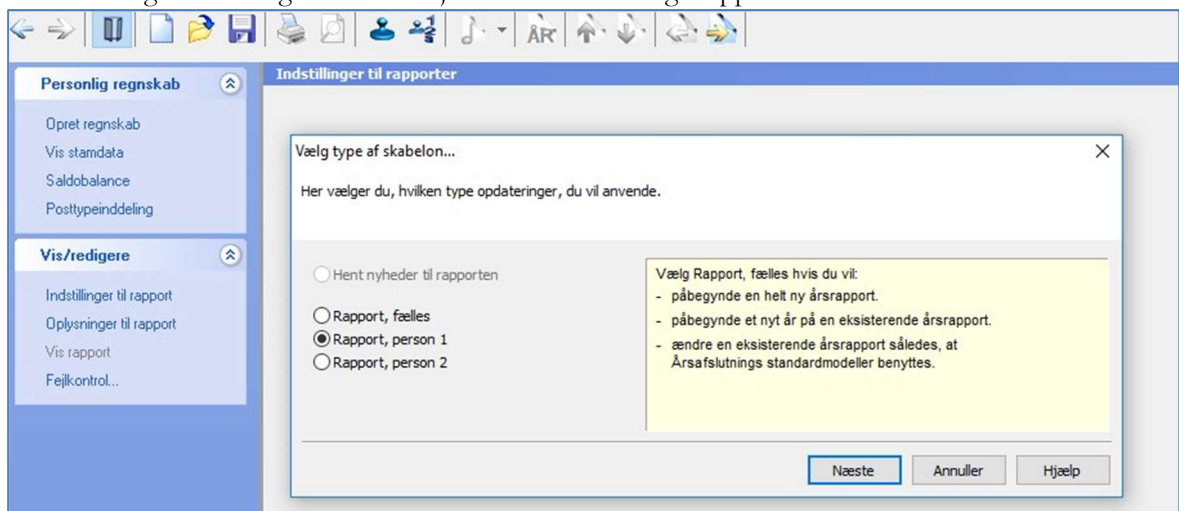 ÅR
Personlig regnskab
Opret regnskab
Vis stamdata
Saldobalance
Posttypeinddeling
Vis/redigere
Indstillinger til rapport
Oplysninger til rapport
Vis rapport
Fejlkontrol...
Indstillinger til rapporter
Vælg type af skabelon...
Her vælger du, hvilken type opdateringer, du vil anvende.
Hent nyheder til rapporten
Rapport, fælles
Rapport, person 1
Rapport, person 2
Vælg Rapport, fælles hvis du vil:
- påbegynde en helt ny årsrapport.
- påbegynde et nyt år på en eksisterende årsrapport.
- ændre en eksisterende årsrapport således, at
Årsafslutnings standardmodeller benyttes.
Næste Annuller Hjælp